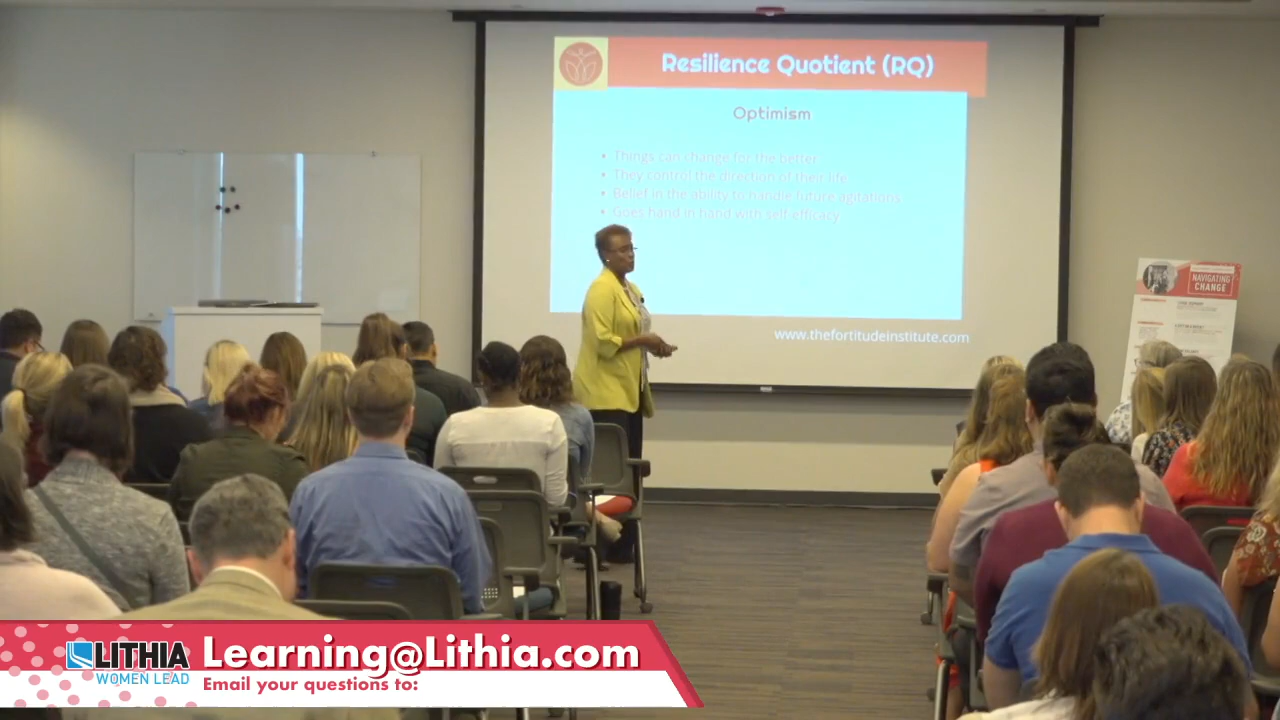 Resilience Quotient (RQ)
Optimism
• Things can change for the better
• They control the direction of their life
• Belief in the ability to handle future agitations
• Goes hand in hand with self-efficacy
www.thefortitudeinstitute.com
NAVIGATING
CHANGE
LITHIA
WOMEN LEAD
Learning@Lithia.com
Email your questions to: